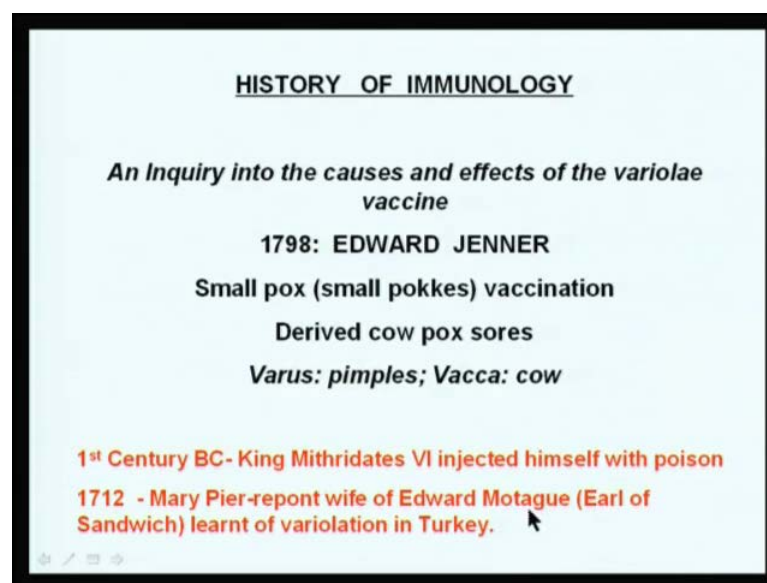 HISTORY OF IMMUNOLOGY
An Inquiry into the causes and effects of the variolae
vaccine
1798: EDWARD JENNER
Small pox (small pokkes) vaccination
Derived cow pox sores
Varus: pimples; Vacca: cow
1st Century BC- King Mithridates VI injected himself with poison
1712 - Mary Pier-repont wife of Edward Motague (Earl of
Sandwich) learnt of variolation in Turkey.